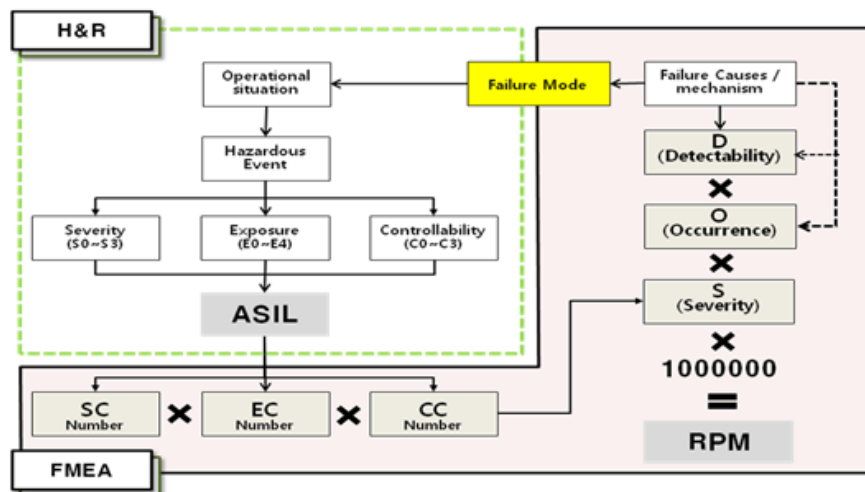 H&R
Operational
situation
Failure Mode
Failure Causes /
mechanism
Hazardous
Event
D
(Detectability)
×
Severity
(S0~S3)
Exposure
(E0~E4)
Controllability
(C0~C3)
O
(Occurrence)
×
ASIL
S
(Severity)
×
1000000
=
SC
Number
×
EC
Number
×
CC
Number
RPM
FMEA